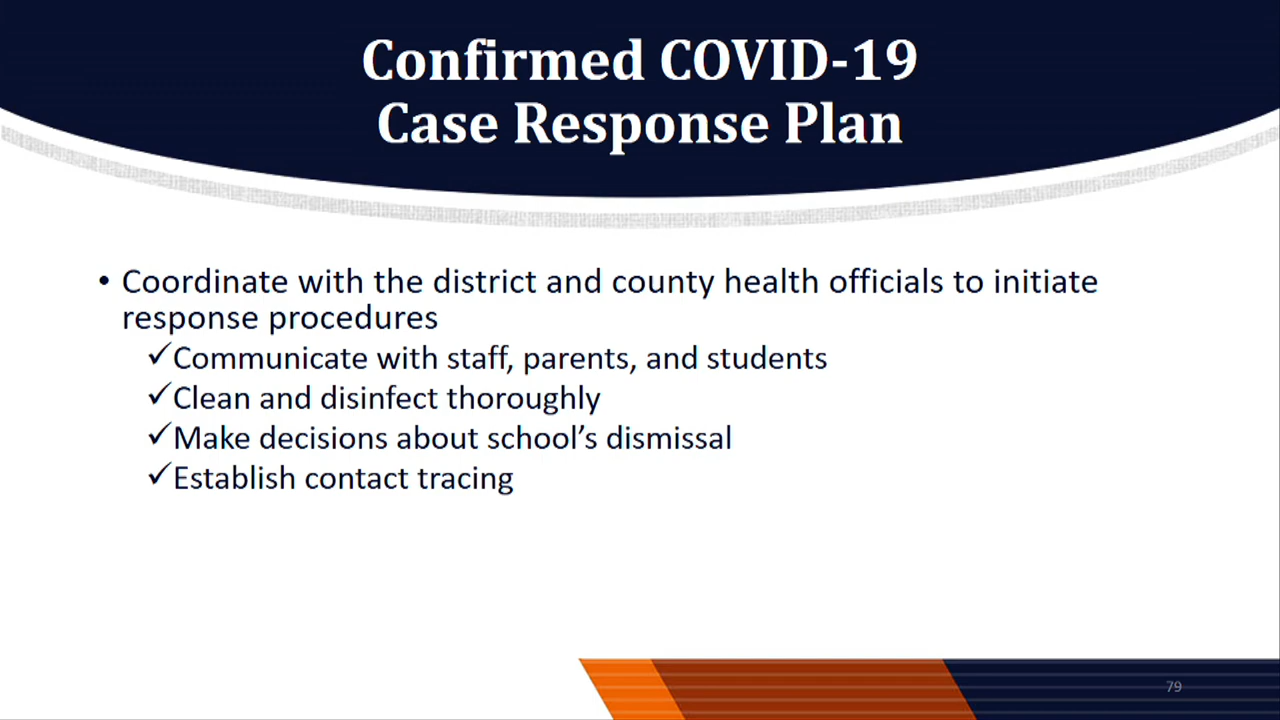 Confirmed COVID-19
Case Response Plan
• Coordinate with the district and county health officials to initiate
response procedures
✓Communicate with staff, parents, and students
✓Clean and disinfect thoroughly
✓Make decisions about school’s dismissal
✓Establish contact tracing
79